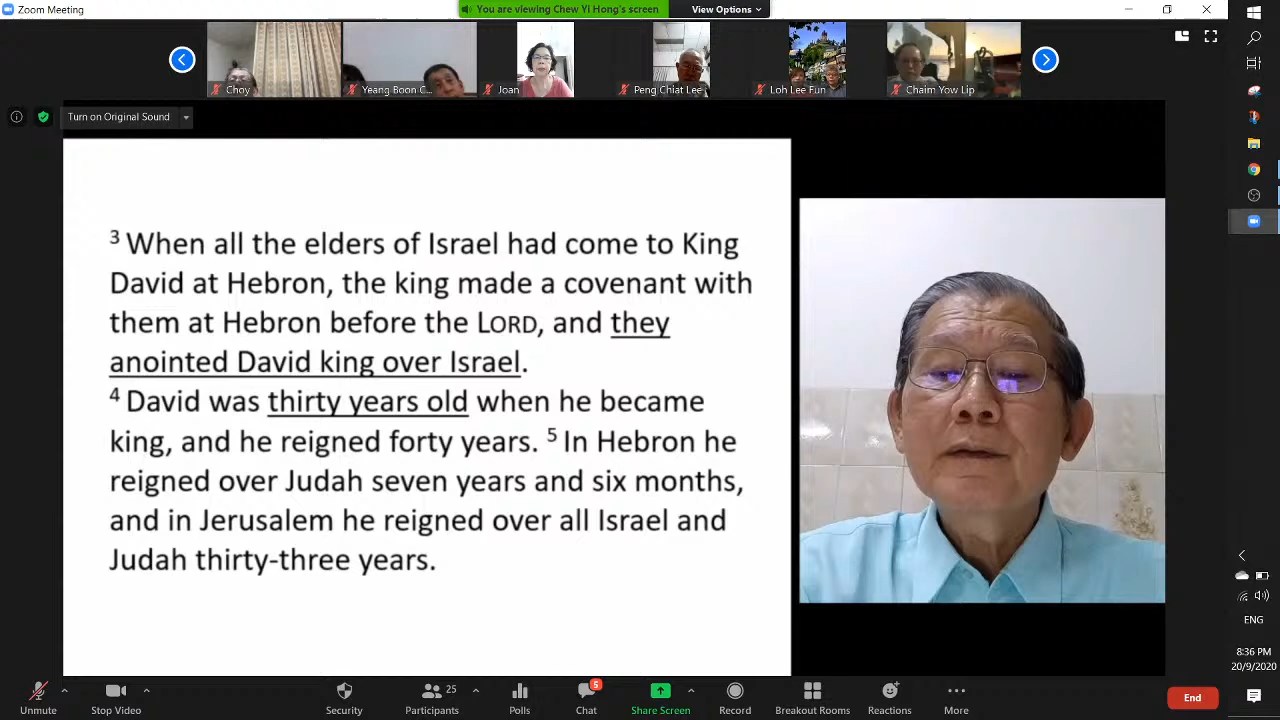 Zoom Meeting
You are viewing Chew Yi Hong's screen
View Options
Choy
Yeang Boon C...
Joan
Peng Chiat Lee
Loh Lee Fun
Chaim Yow Lip
Turn on Original Sound
3 When all the elders of Israel had come to King
David at Hebron, the king made a covenant with
them at Hebron before the LORD, and they
anointed David king over Israel.
4 David was thirty years old when he became
king, and he reigned forty years. 5 In Hebron he
reigned over Judah seven years and six months,
and in Jerusalem he reigned over all Israel and
Judah thirty-three years.
ENG
8:36 PM
20/9/2020
Unmute
Stop Video
Security
25
Participants
Polls
5
Chat
Share Screen
Record
Breakout Rooms
Reactions
More
End